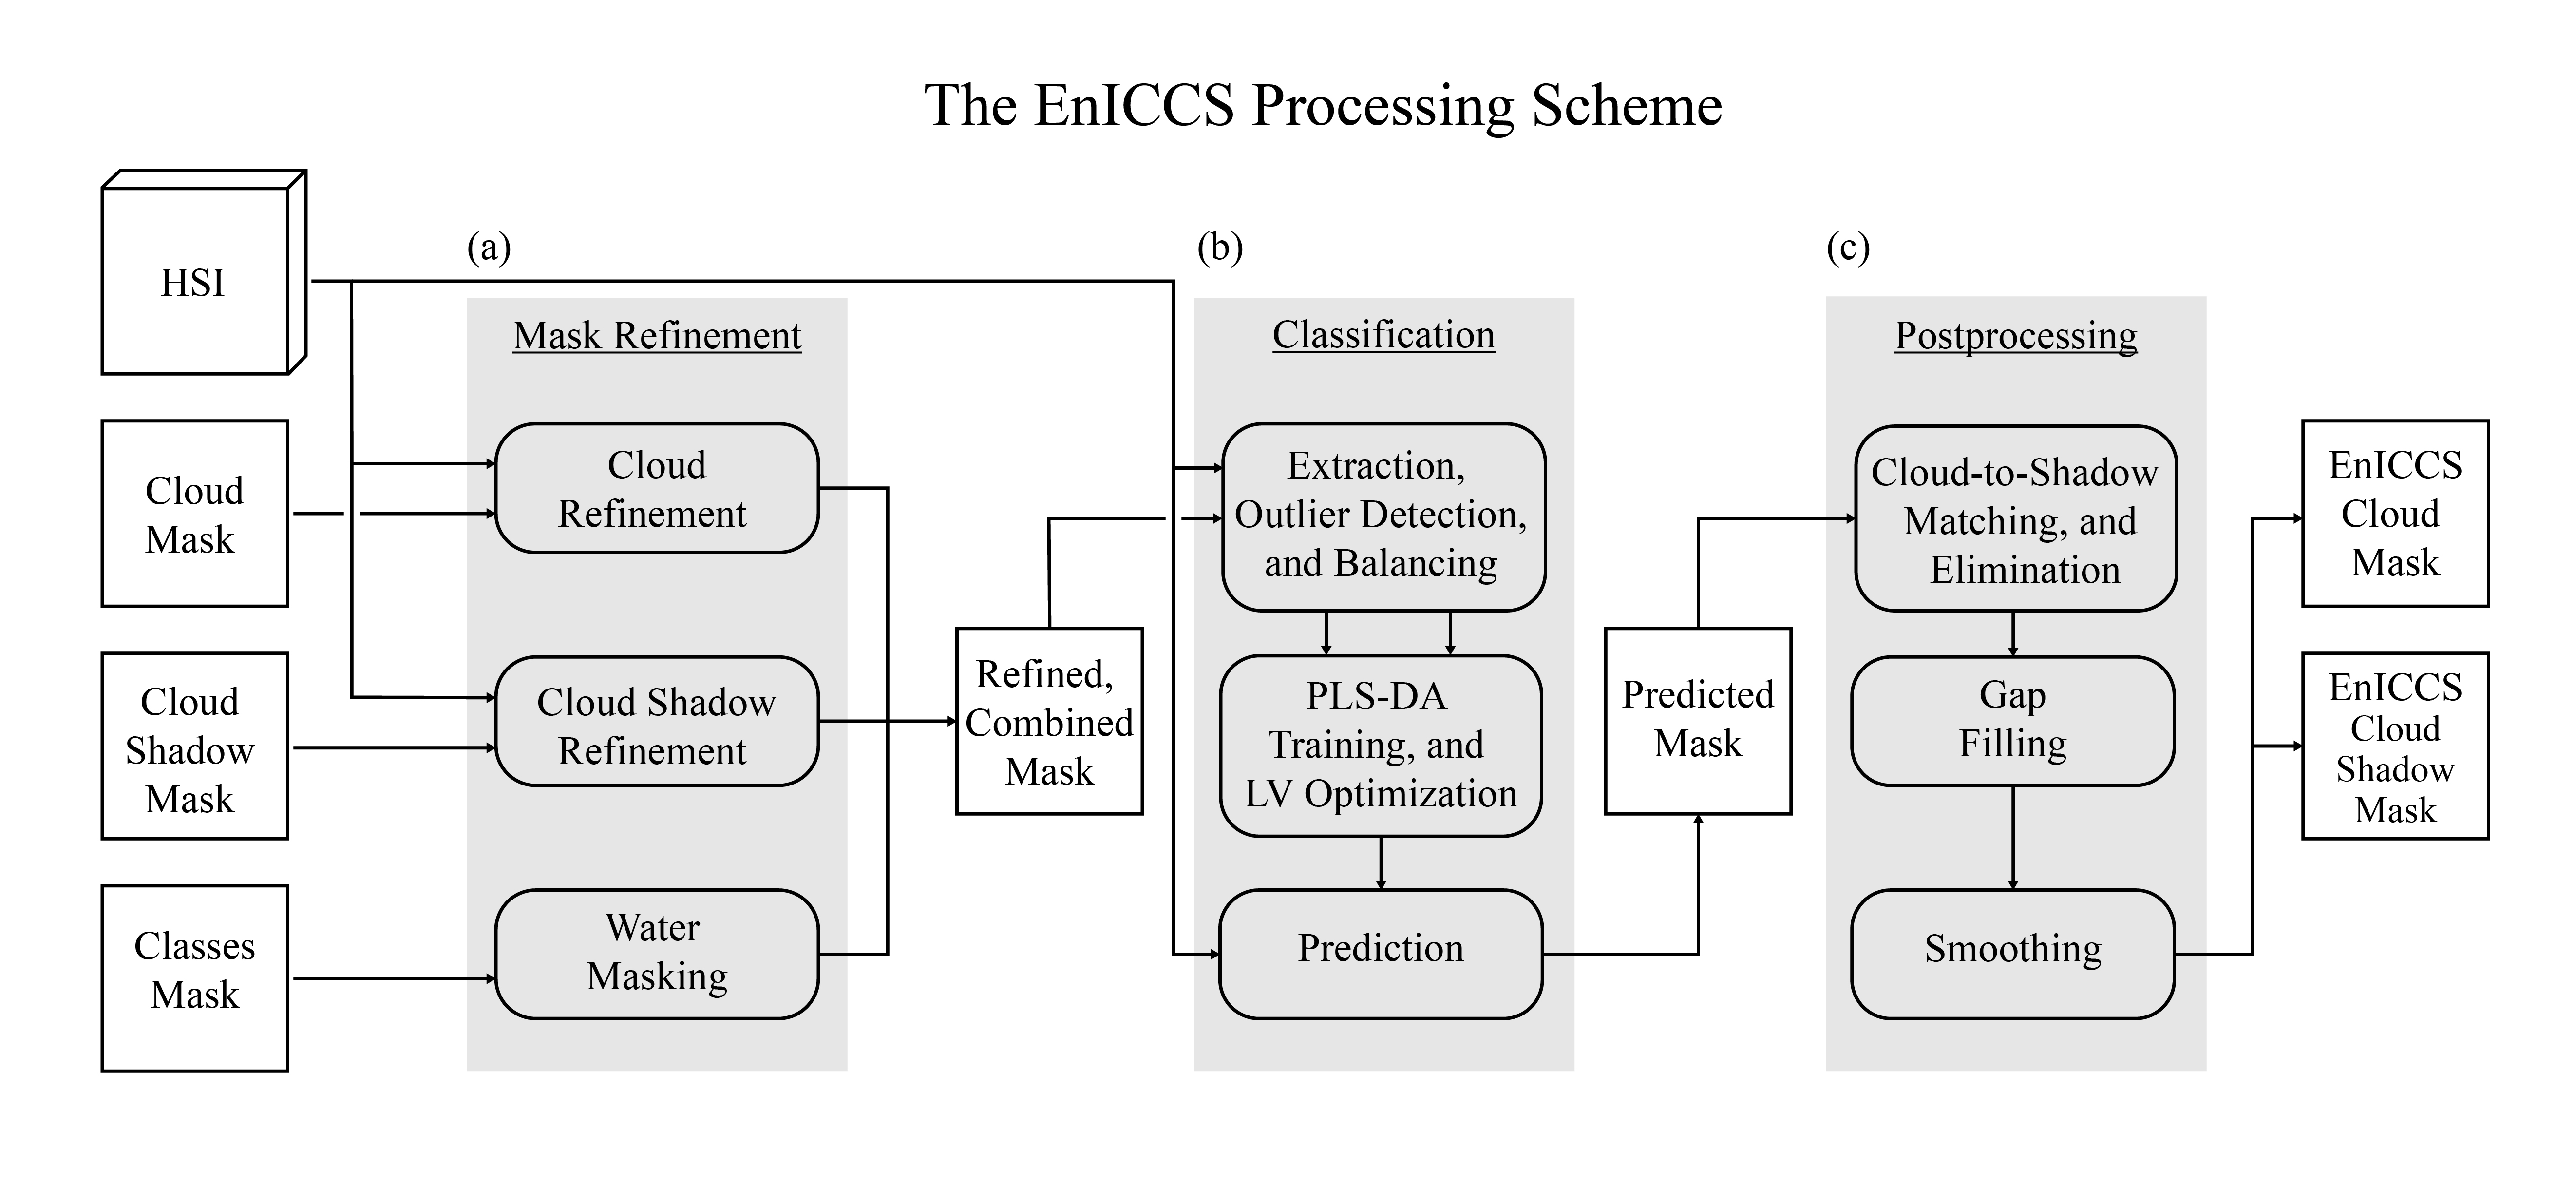 The EnICCS Processing Scheme
HSI
Cloud
Mask
Cloud
Shadow
Mask
Classes
Mask
(a)
Mask Refinement
Cloud
Refinement
Cloud Shadow
Refinement
Water
Masking
Refined,
Combined
Mask
(b)
Classification
Extraction,
Outlier Detection,
and Balancing
PLS-DA
Training, and
LV Optimization
Prediction
Predicted
Mask
(c)
Postprocessing
Cloud-to-Shadow
Matching, and
Elimination
Gap
Filling
Smoothing
EnICCS
Cloud
Mask
EnICCS
Cloud
Shadow
Mask